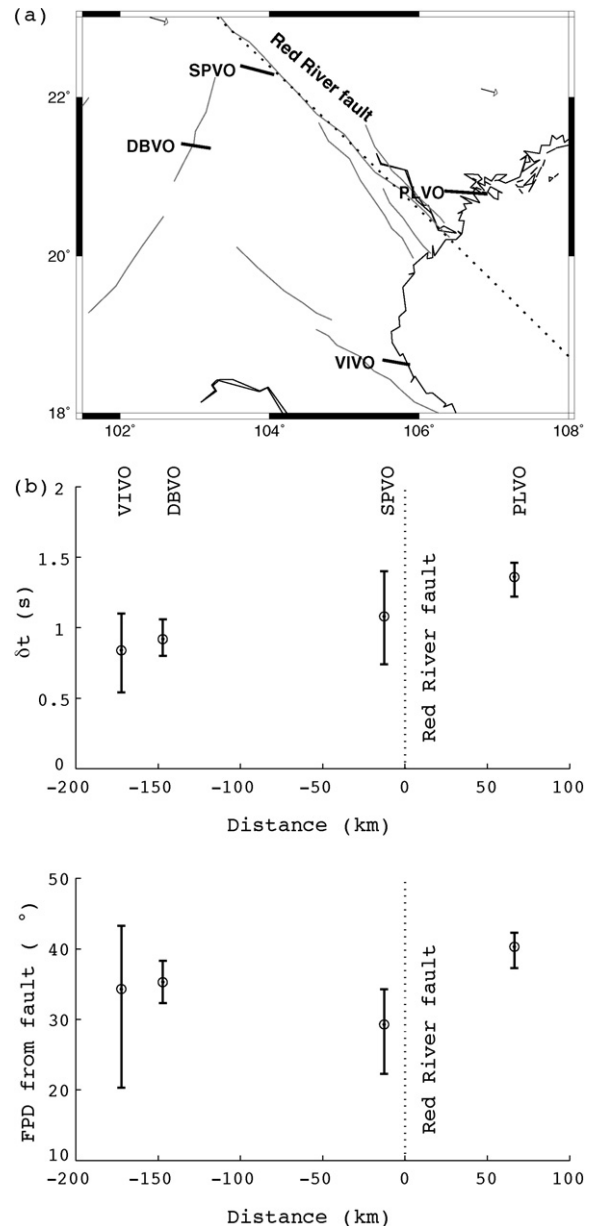 (a)
Red River fault
SPVO
22°
DBVO
PLVO
20°
VIVO
18°
102° 104° 106° 108°
(b)
VIVO DBVO SPVO PLVO
2
1.5
1
0.5
0
δt (s)
Red River fault
-200 -150 -100 -50 0 50 100
Distance (km)
50
40
30
20
10
FPD from fault ( °)
Red River fault
-200 -150 -100 -50 0 50 100
Distance (km)